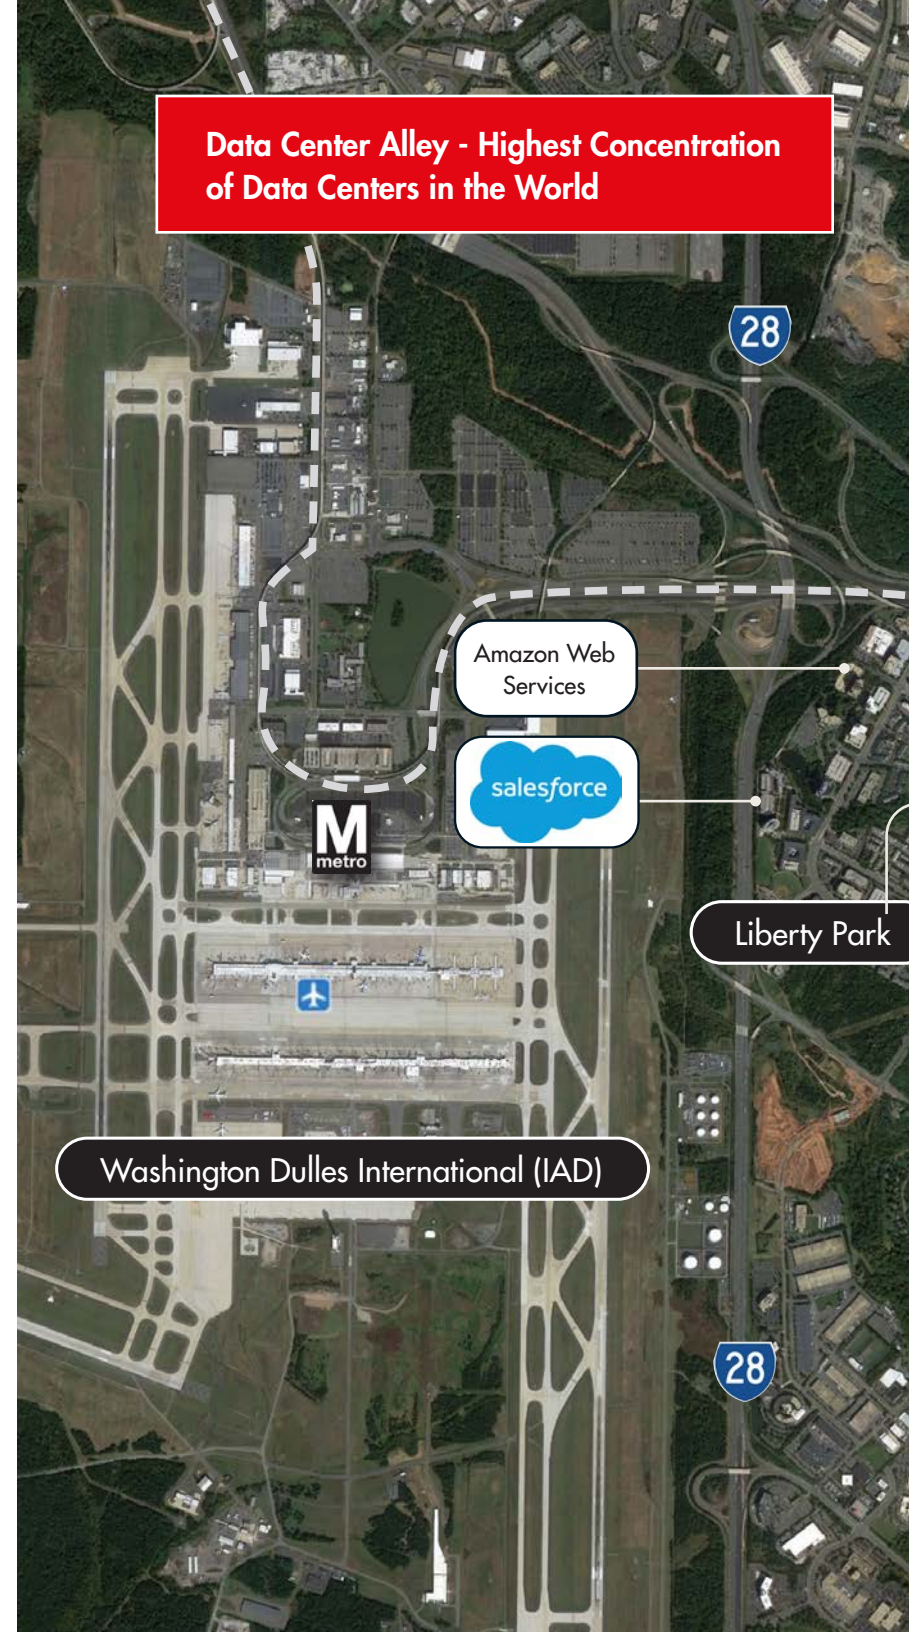 Data Center Alley - Highest Concentration
of Data Centers in the World
28
Amazon Web
Services
salesforce
M
metro
Liberty Park
Washington Dulles International (IAD)
28